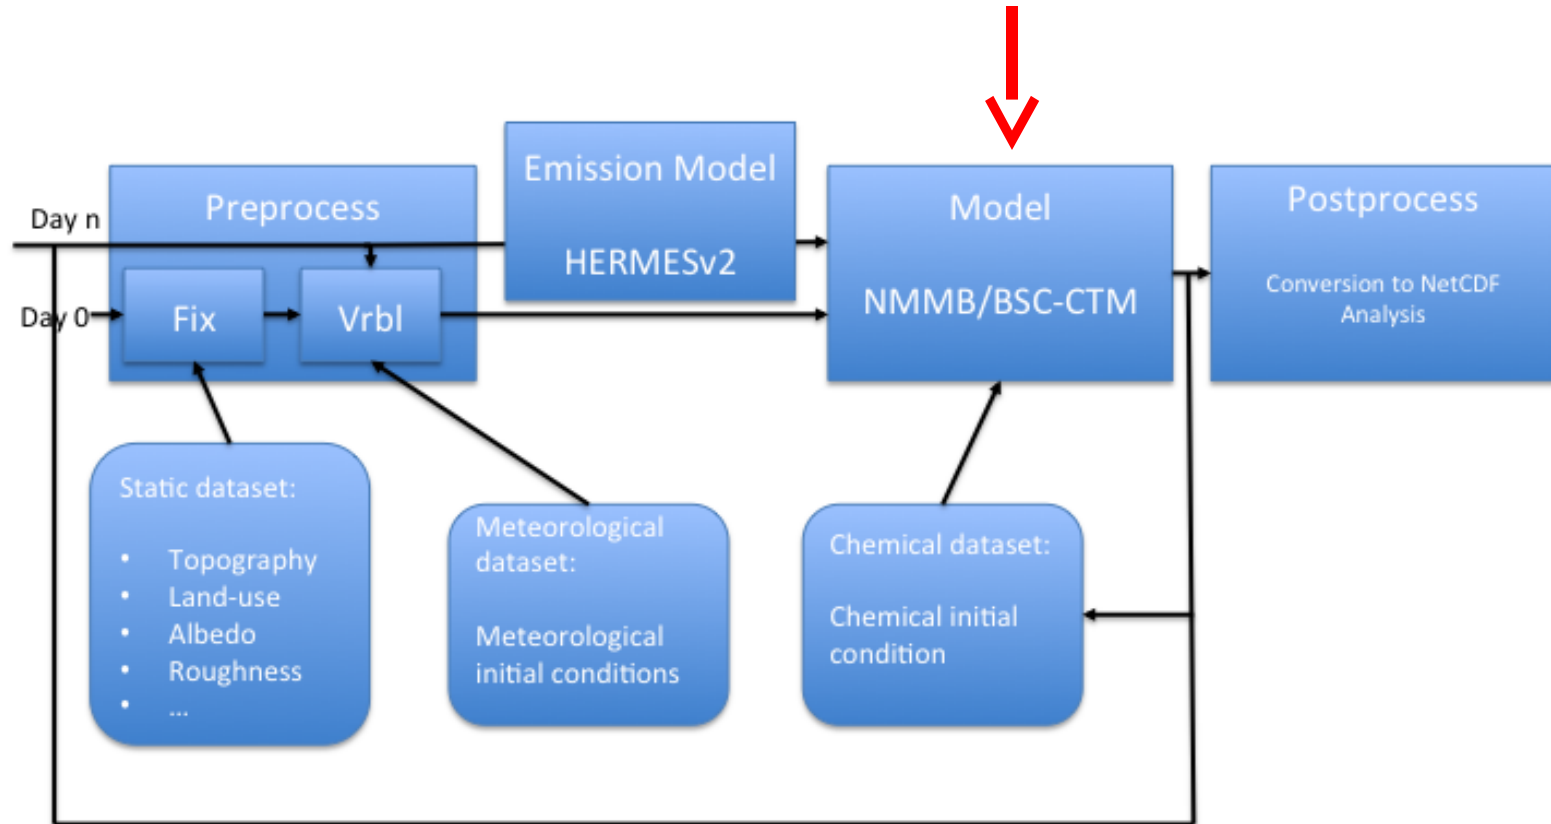 Day n
Day 0
Preprocess
Fix
Vrbl
Emission Model
HERMESv2
Model
NMMB/BSC-CTM
Postprocess
Conversion to NetCDF
Analysis
Static dataset:
• Topography
• Land-use
• Albedo
• Roughness
• ...
Meteorological
dataset:
Meteorological
initial conditions
Chemical dataset:
Chemical initial
condition